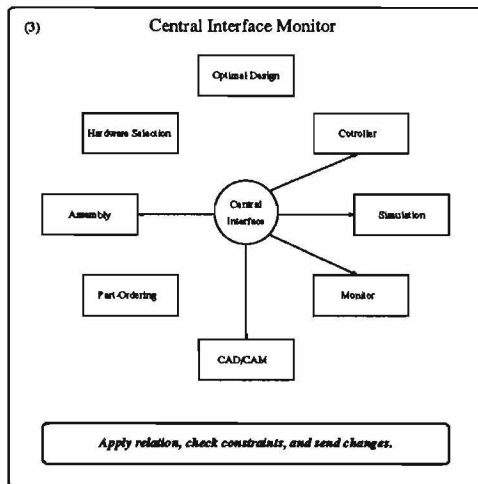 (3)
Central Interface Monitor
Optimal Design
Hardware Selection
Cotroller
Assembly
Central
Interface
Simulation
Part-Ordering
Monitor
CAD/CAM
Apply relation, check constraints, and send changes.